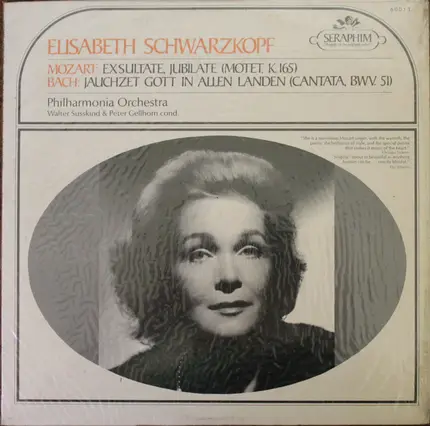 SERAPHIM
ELISABETH SCHWARZKOPF
MOZART: EXSULTATE, JUBILATE (MOTET, K.165)
BACH: JAUCHZET GOTT IN ALLEN LANDEN (CANTATA, BWV. 51)
Philharmonia Orchestra
Walter Susskind & Peter Gellhorn cond.